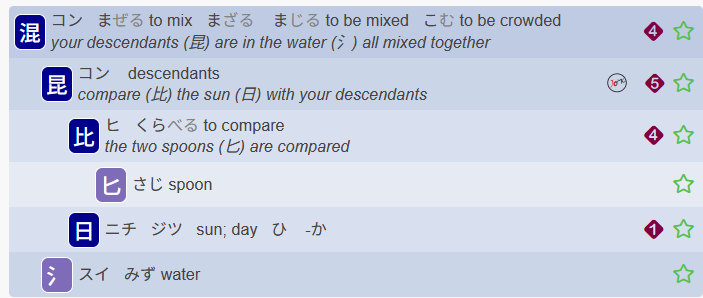 混 コン まぜる to mix まざる まじる to be mixed こむ to be crowded 4
your descendants (昆) are in the water (氵) all mixed together
昆 コン descendants 5
compare (比) the sun (日) with your descendants
比 ヒ くらべる to compare 4
the two spoons (匕) are compared
匕 さじ spoon
日 ニチ ジツ sun; day ひ -か 1
氵 スイ みず water